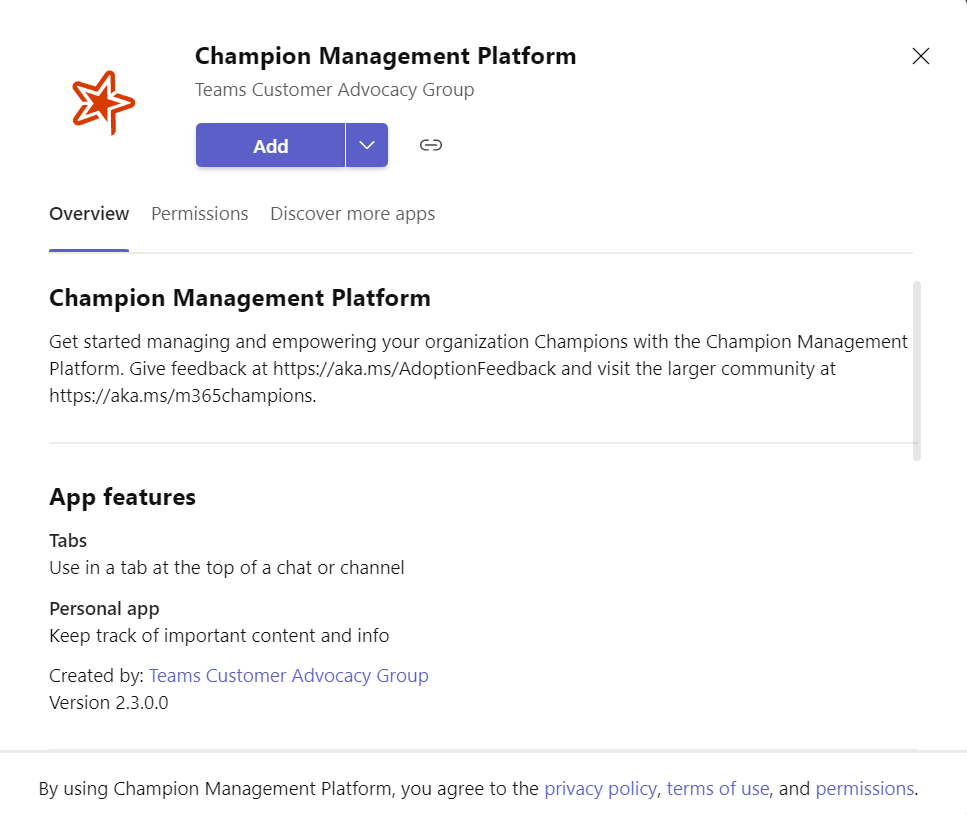 Champion Management Platform
Teams Customer Advocacy Group
Add
Overview Permissions Discover more apps
Champion Management Platform
Get started managing and empowering your organization Champions with the Champion Management
Platform. Give feedback at https://aka.ms/AdoptionFeedback and visit the larger community at
https://aka.ms/m365champions.
App features
Tabs
Use in a tab at the top of a chat or channel
Personal app
Keep track of important content and info
Created by: Teams Customer Advocacy Group
Version 2.3.0.0
By using Champion Management Platform, you agree to the privacy policy, terms of use, and permissions.